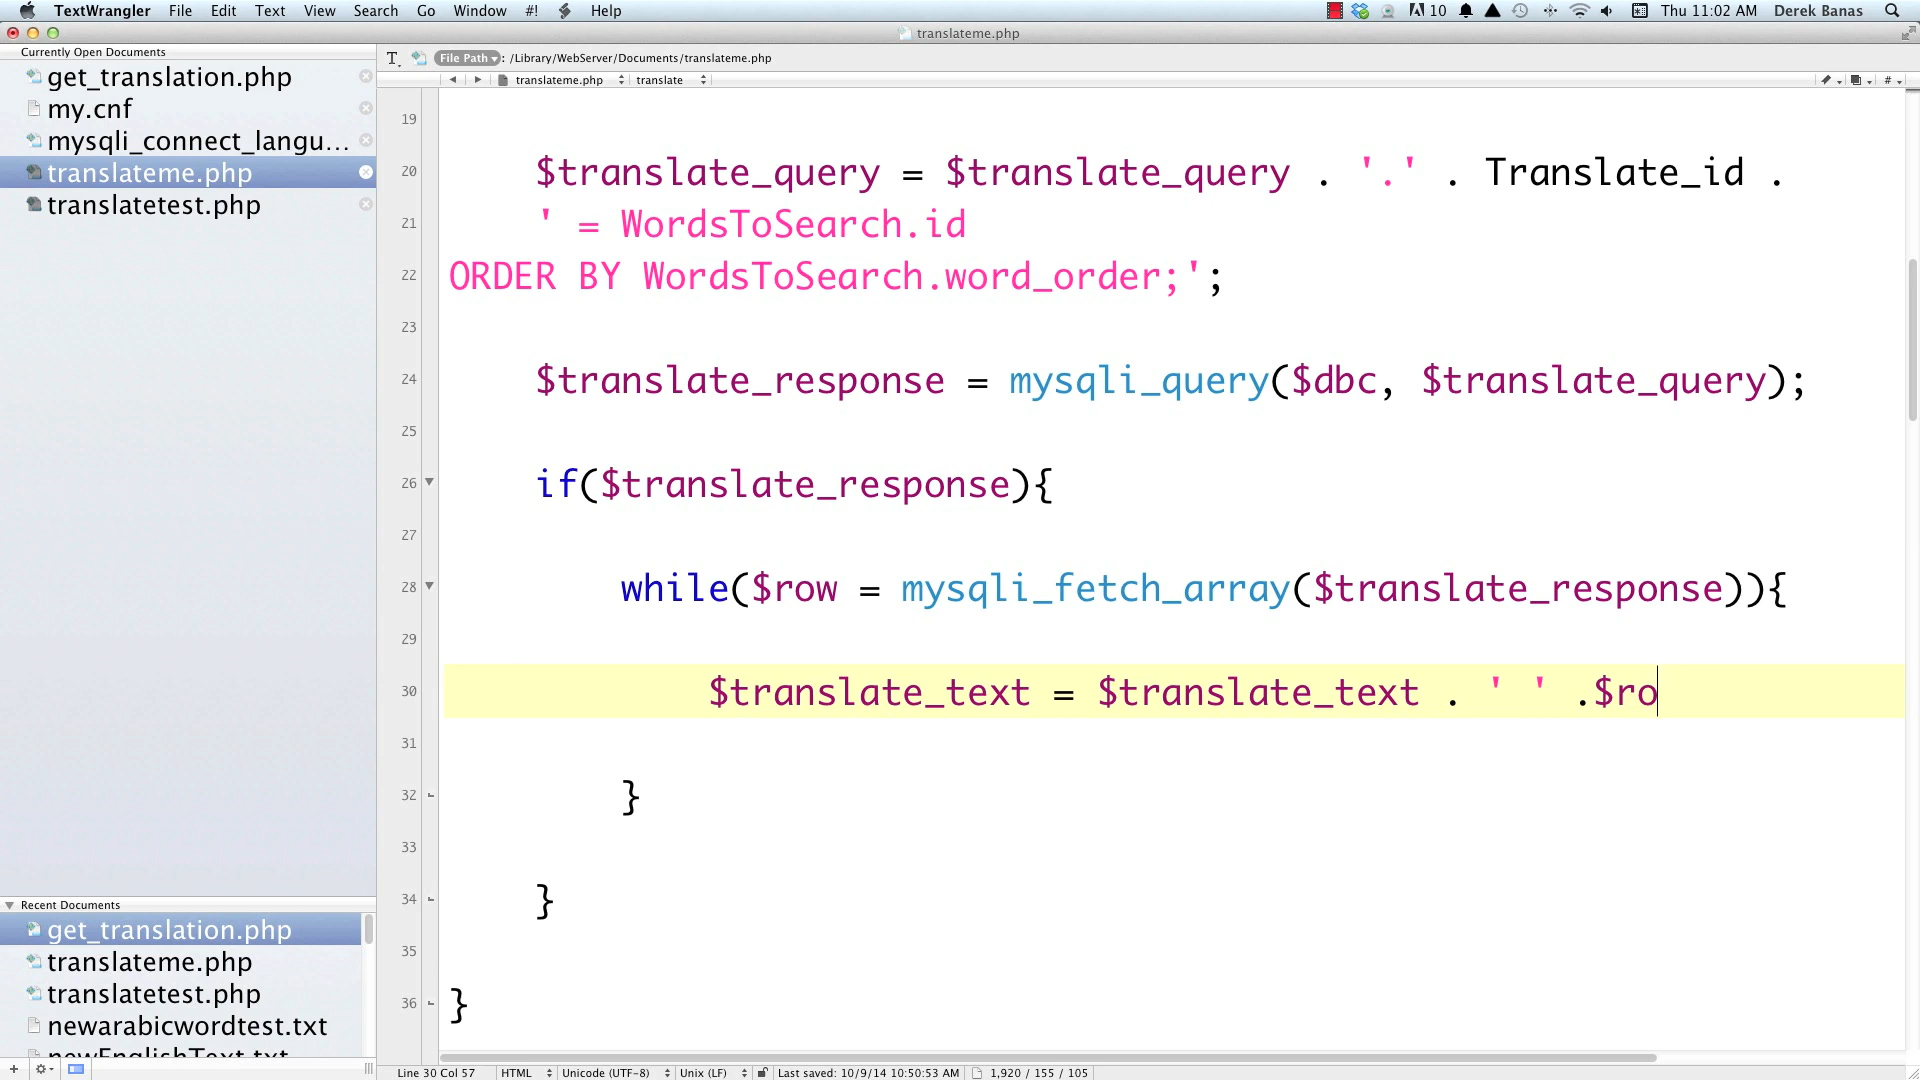 TextWrangler File Edit Text View Search Go Window #! Help 10 Thu 11:02 AM Derek Banas
translateme.php
Currently Open Documents
get_translation.php
my.cnf
mysqli_connect_langu...
translateme.php
translatetest.php
File Path : /Library/WebServer/Documents/translateme.php
translateme.php translate #
19
20 $translate_query = $translate_query . '.' . Translate_id .
21 ' = WordsToSearch.id
22 ORDER BY WordsToSearch.word_order;';
23
24 $translate_response = mysqli_query($dbc, $translate_query);
25
26 if($translate_response){
27
28 while($row = mysqli_fetch_array($translate_response)){
29
30 $translate_text = $translate_text . ' ' .$ro
31
32 }
33
34 }
35
36 }
Recent Documents
get_translation.php
translateme.php
translatetest.php
newarabicwordtest.txt
newEnglishText.txt
Line 30 Col 57 HTML Unicode (UTF-8) Unix (LF) Last saved: 10/9/14 10:50:53 AM 1,920 / 155 / 105